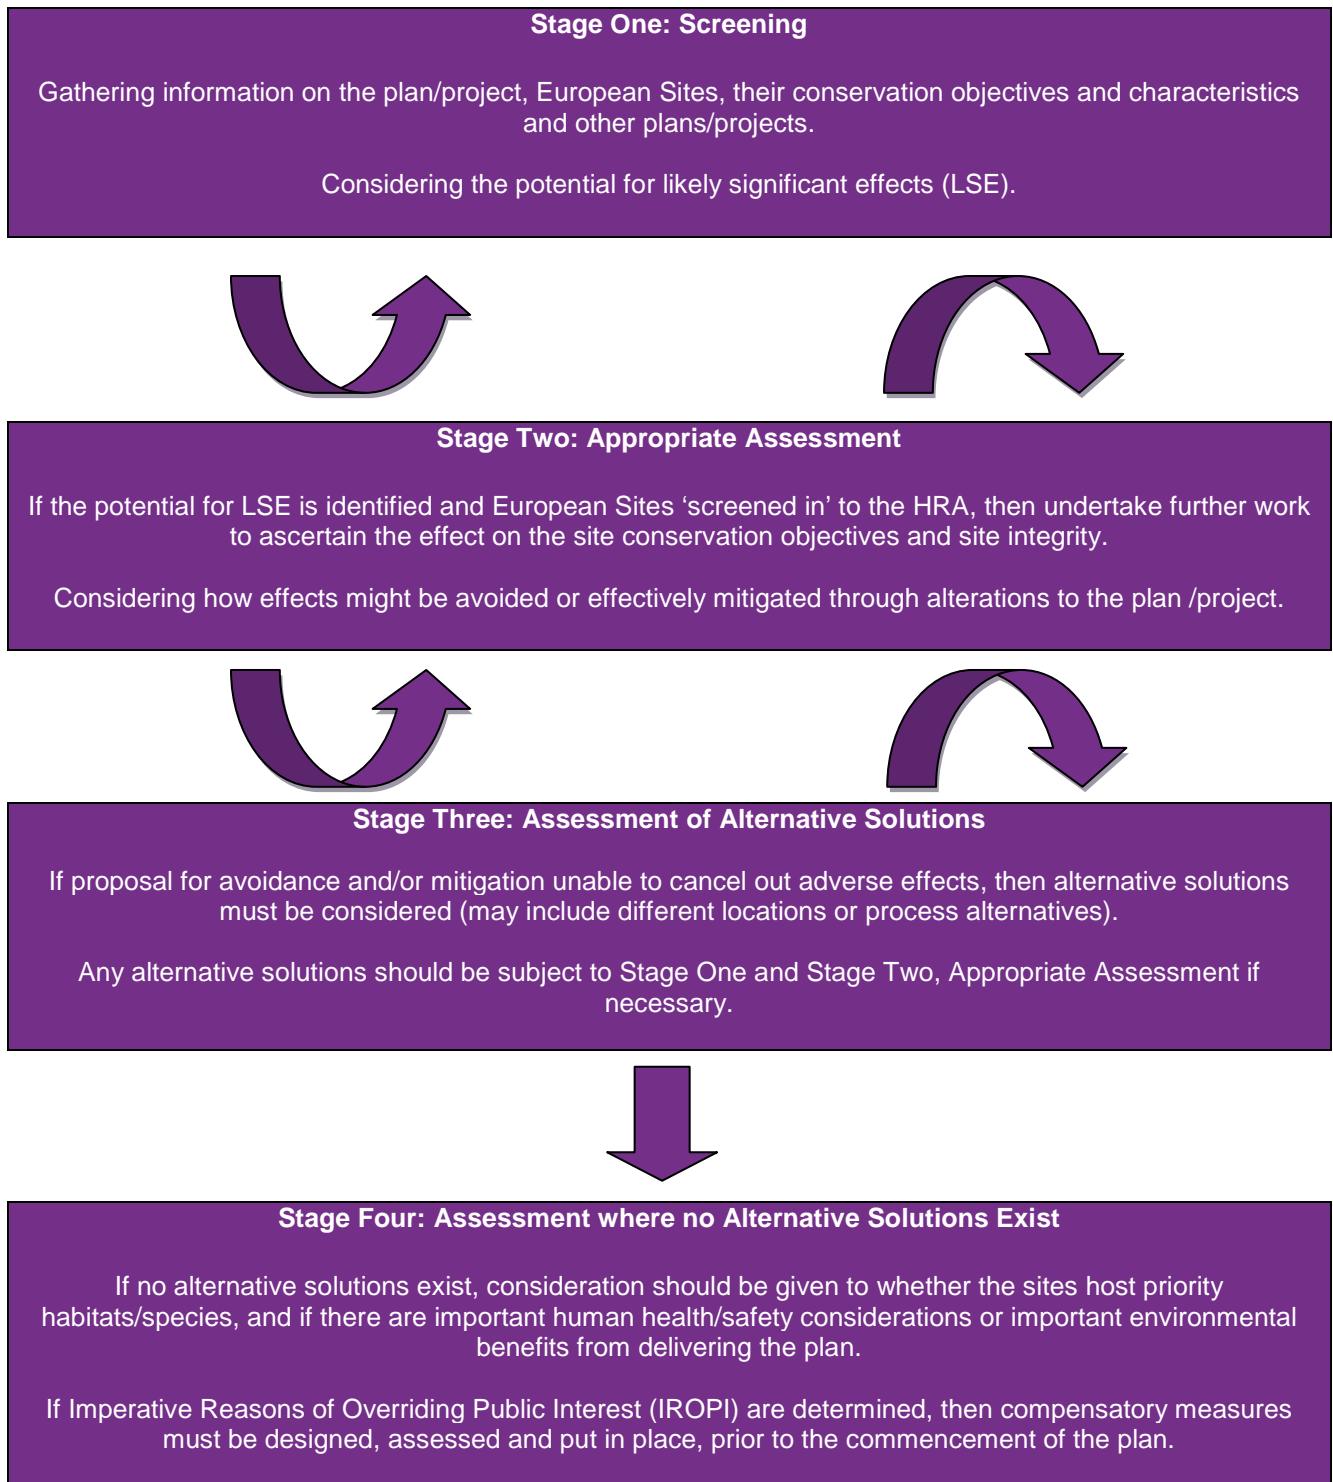 Stage One: Screening
Gathering information on the plan/project, European Sites, their conservation objectives and characteristics
and other plans/projects.
Considering the potential for likely significant effects (LSE).
Stage Two: Appropriate Assessment
If the potential for LSE is identified and European Sites ‘screened in’ to the HRA, then undertake further work
to ascertain the effect on the site conservation objectives and site integrity.
Considering how effects might be avoided or effectively mitigated through alterations to the plan /project.
Stage Three: Assessment of Alternative Solutions
If proposal for avoidance and/or mitigation unable to cancel out adverse effects, then alternative solutions
must be considered (may include different locations or process alternatives).
Any alternative solutions should be subject to Stage One and Stage Two, Appropriate Assessment if
necessary.
Stage Four: Assessment where no Alternative Solutions Exist
If no alternative solutions exist, consideration should be given to whether the sites host priority
habitats/species, and if there are important human health/safety considerations or important environmental
benefits from delivering the plan.
If Imperative Reasons of Overriding Public Interest (IROPI) are determined, then compensatory measures
must be designed, assessed and put in place, prior to the commencement of the plan.